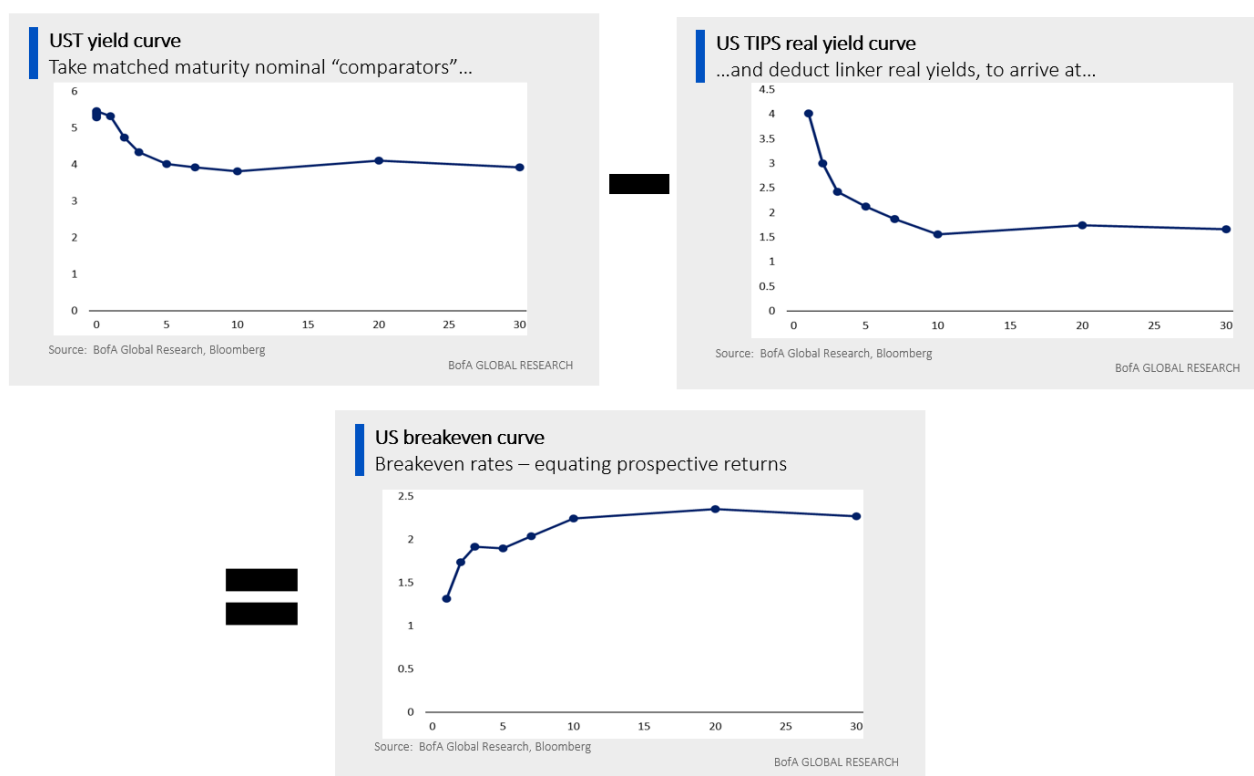 UST yield curve
Take matched maturity nominal “comparators”…
6
5
4
3
2
1
0
0 5 10 15 20 25 30
Source: BofA Global Research, Bloomberg
BofA GLOBAL RESEARCH
US TIPS real yield curve
…and deduct linker real yields, to arrive at…
4.5
4
3.5
3
2.5
2
1.5
1
0.5
0
0 5 10 15 20 25 30
Source: BofA Global Research, Bloomberg
BofA GLOBAL RESEARCH
US breakeven curve
Breakeven rates – equating prospective returns
2.5
2
1.5
1
0.5
0
0 5 10 15 20 25 30
Source: BofA Global Research, Bloomberg
BofA GLOBAL RESEARCH